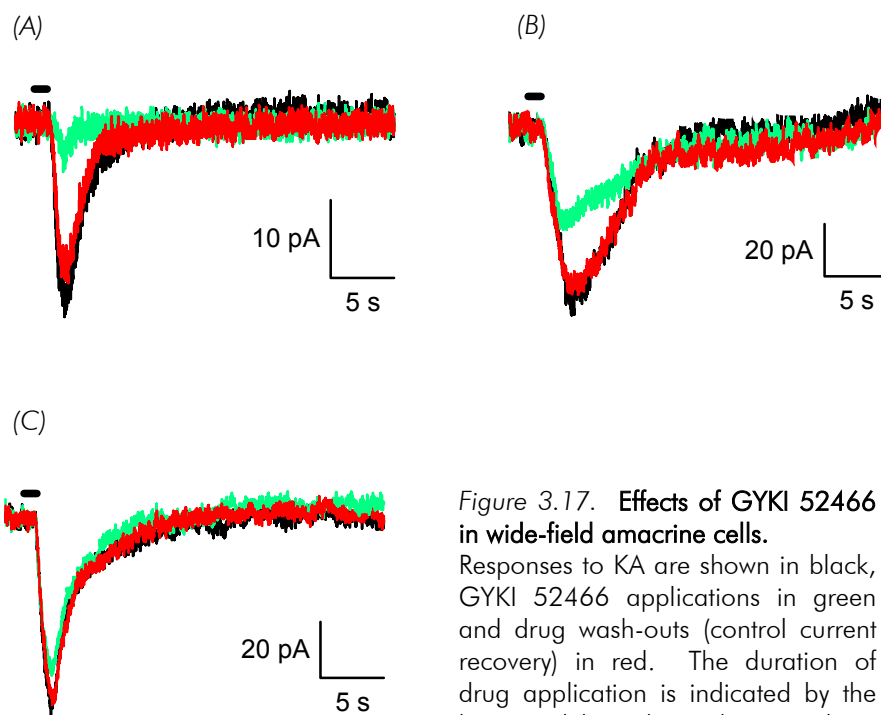 (A)
(B)
10 pA
5 s
20 pA
5 s
(C)
20 pA
5 s
Figure 3.17. Effects of GYKI 52466
in wide-field amacrine cells.
Responses to KA are shown in black,
GYKI 52466 applications in green
and drug wash-outs (control current
recovery) in red. The duration of
drug application is indicated by the